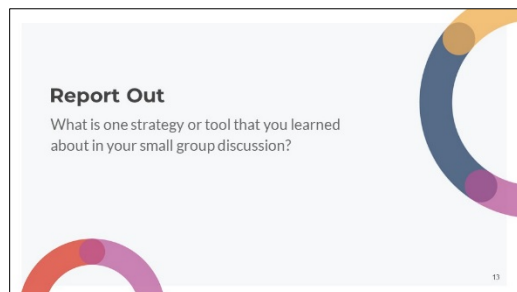 Report Out
What is one strategy or tool that you learned
about in your small group discussion?
13